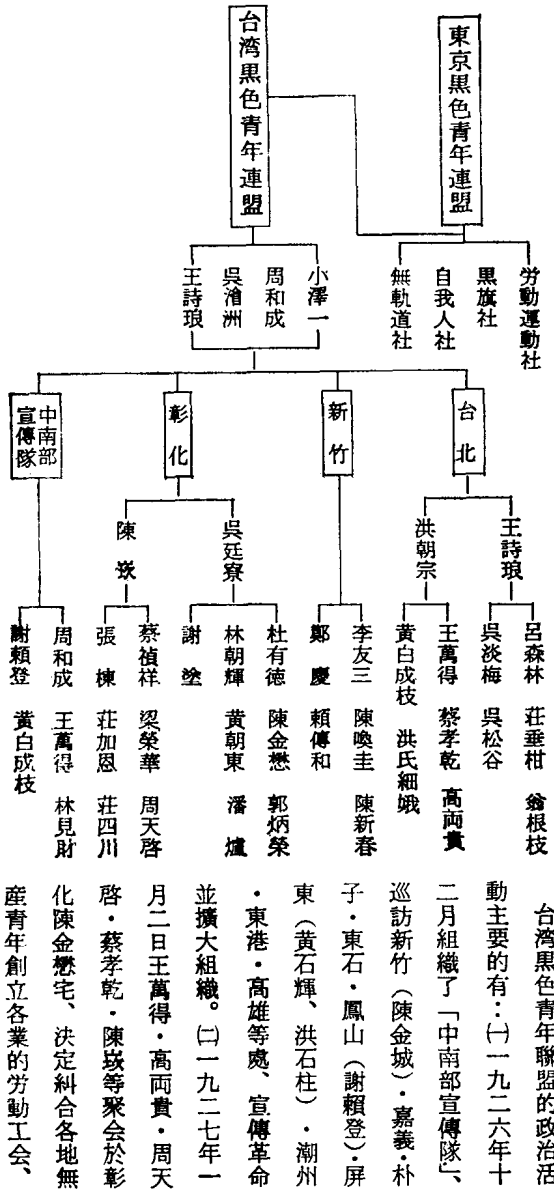 東京黒色青年連盟
労動運動社
黒旗社
自我人社
無軌道社
台湾黒色青年連盟
小澤一
周和成
吳滄洲
王詩琅
台北
王詩琅
呂森林 荘垂柑 翁根枝
吳淡梅 吳松谷
洪朝宗
王萬得 蔡孝乾 高両貴
黄白成枝 洪氏細娥
新竹
李友三 陳喚圭 陳新春
鄭慶 頼傳和
彰化
吳廷寮
杜有德 陳金懋 郭炳榮
林朝輝 黄朝東 潘爐
謝塗
陳崁
蔡禎祥 梁榮華 周天啓
張棟 荘加恩 荘四川
中南部
宣傳隊
周和成 王萬得 林見財
謝頼登 黄白成枝
台湾黒色青年聯盟的政治活
動主要的有：㈠一九二六年十
二月組織了「中南部宣傳隊」、
巡訪新竹（陳金城）・嘉義・朴
子・東石・鳳山（謝頼登）・屏
東（黄石輝、洪石柱）・潮州
・東港・高雄等處、宣傳革命
並擴大組織。㈡一九二七年一
月二日王萬得・高両貴・周天
啓・蔡孝乾・陳崁等聚会於彰
化陳金懋宅、決定糾合各地無
産青年創立各業的労動工会、